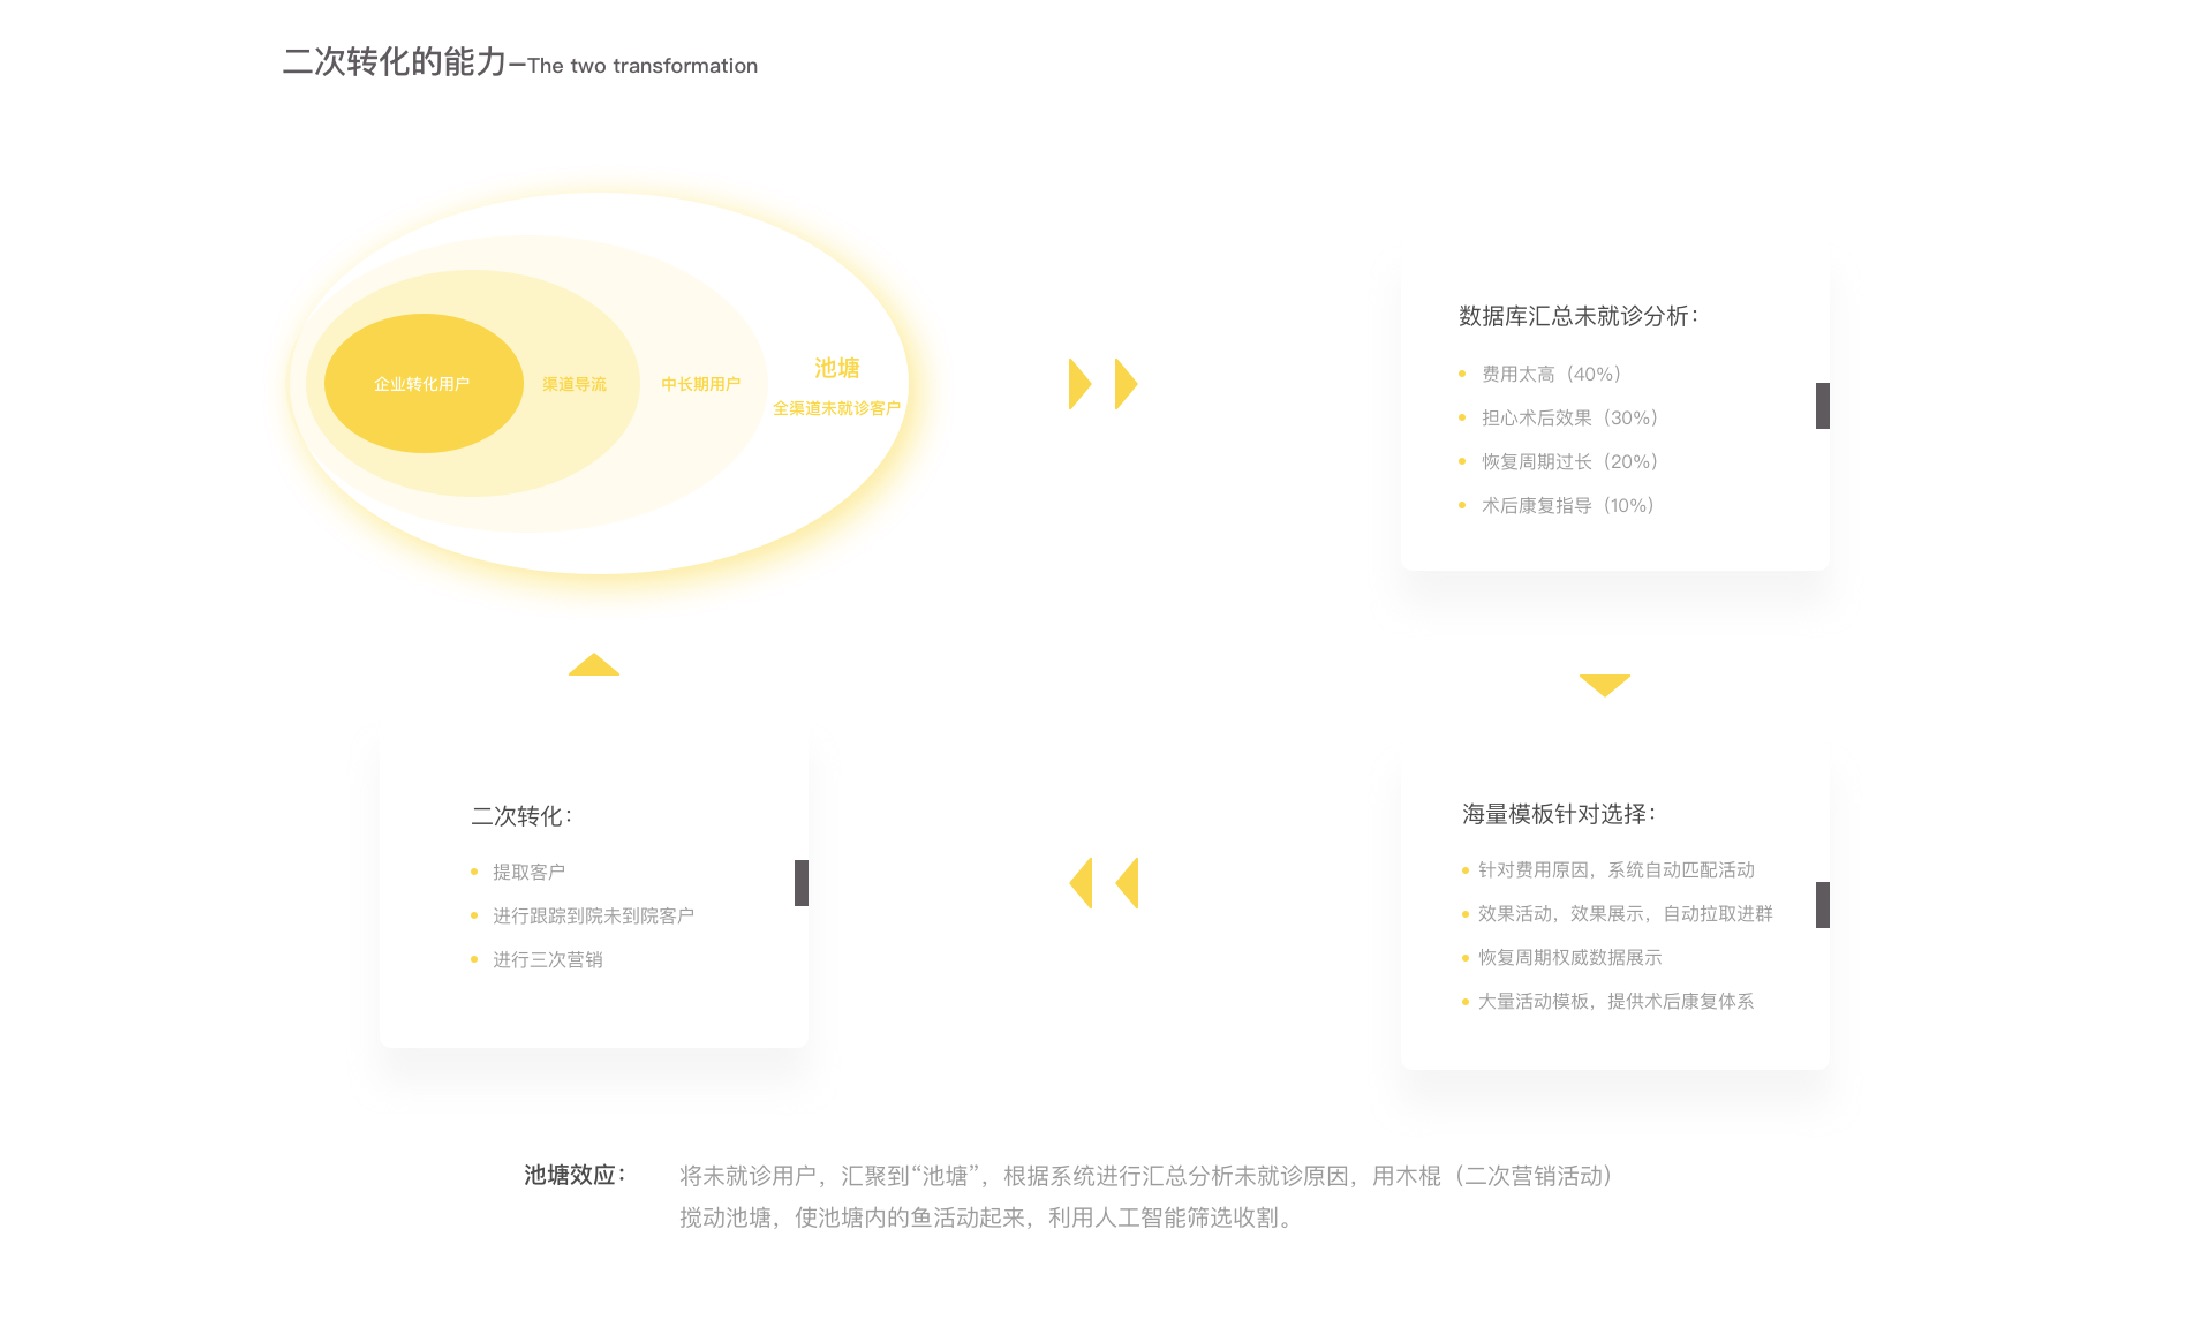 二次转化的能力—The two transformation
企业转化用户
渠道导流
中长期用户
池塘
全渠道未就诊客户
数据库汇总未就诊分析：
费用太高（40%）
担心术后效果（30%）
恢复周期过长（20%）
术后康复指导（10%）
二次转化：
提取客户
进行跟踪到院未到院客户
进行三次营销
海量模板针对选择：
针对费用原因，系统自动匹配活动
效果活动，效果展示，自动拉取进群
恢复周期权威数据展示
大量活动模板，提供术后康复体系
池塘效应：
将未就诊用户，汇聚到“池塘”，根据系统进行汇总分析未就诊原因，用木棍（二次营销活动）
搅动池塘，使池塘内的鱼活动起来，利用人工智能筛选收割。